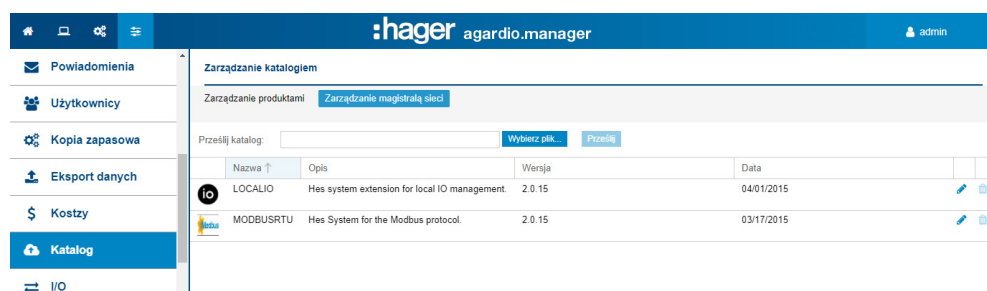 :hager agardio.manager
admin
Powiadomienia
Użytkownicy
Kopia zapasowa
Eksport danych
Koszty
Katalog
I/O
Zarządzanie katalogiem
Zarządzanie produktami Zarządzanie magistralą sieci
Prześlij katalog: Wybierz plik... Prześlij
Nazwa ↑ Opis Wersja Data
io LOCALIO Hes system extension for local IO management. 2.0.15 04/01/2015
Modbus MODBUSRTU Hes System for the Modbus protocol. 2.0.15 03/17/2015